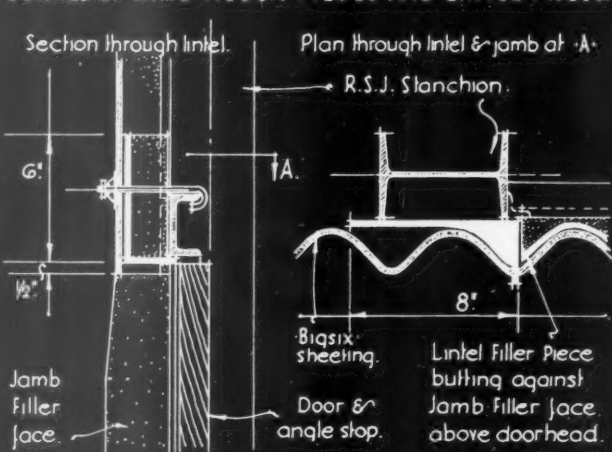 Section through lintel.
Plan through lintel & jamb at ·A·
R.S.J. Stanchion.
6"
A.
½"
8"
"Bigsix"
sheeting.
Jamb
Filler
face.
Door &
angle stop.
Lintel Filler Piece
butting against
Jamb Filler face
above doorhead.